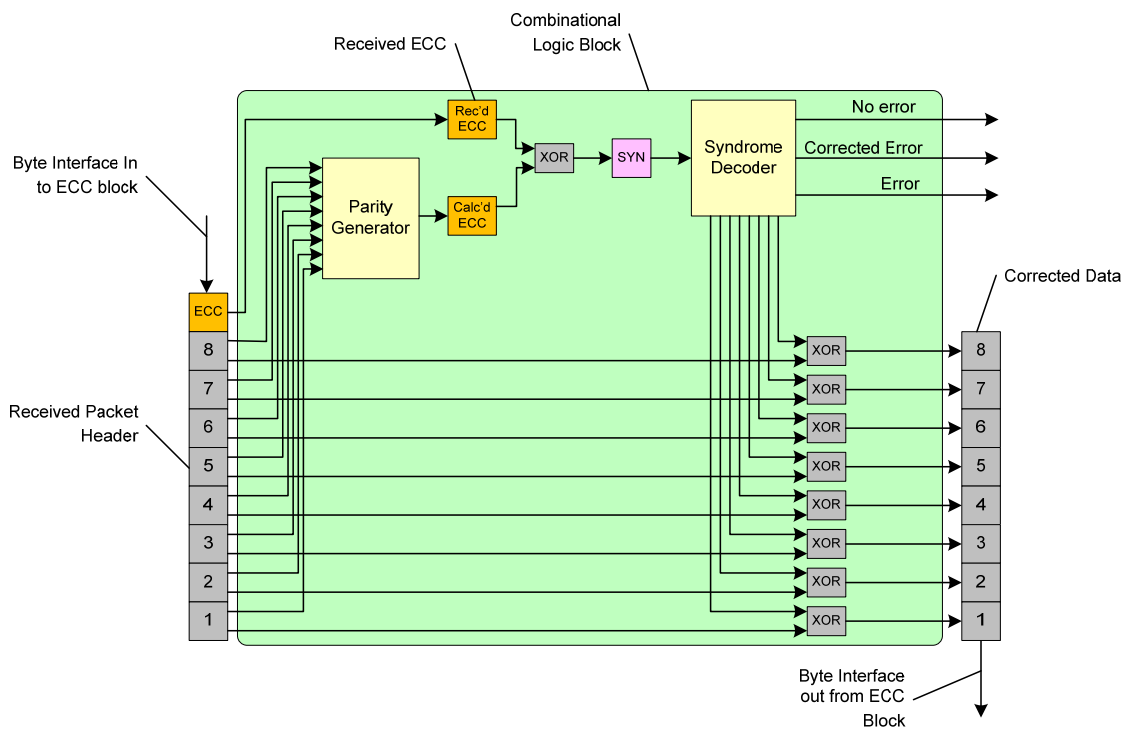 Combinational
Logic Block
Received ECC
Rec'd
ECC
No error
Byte Interface In
to ECC block
XOR
SYN
Syndrome
Decoder
Corrected Error
Error
Parity
Generator
Calc'd
ECC
Corrected Data
ECC
8
XOR
8
7
XOR
7
Received Packet
Header
6
XOR
6
5
XOR
5
4
XOR
4
3
XOR
3
2
XOR
2
1
XOR
1
Byte Interface
out from ECC
Block